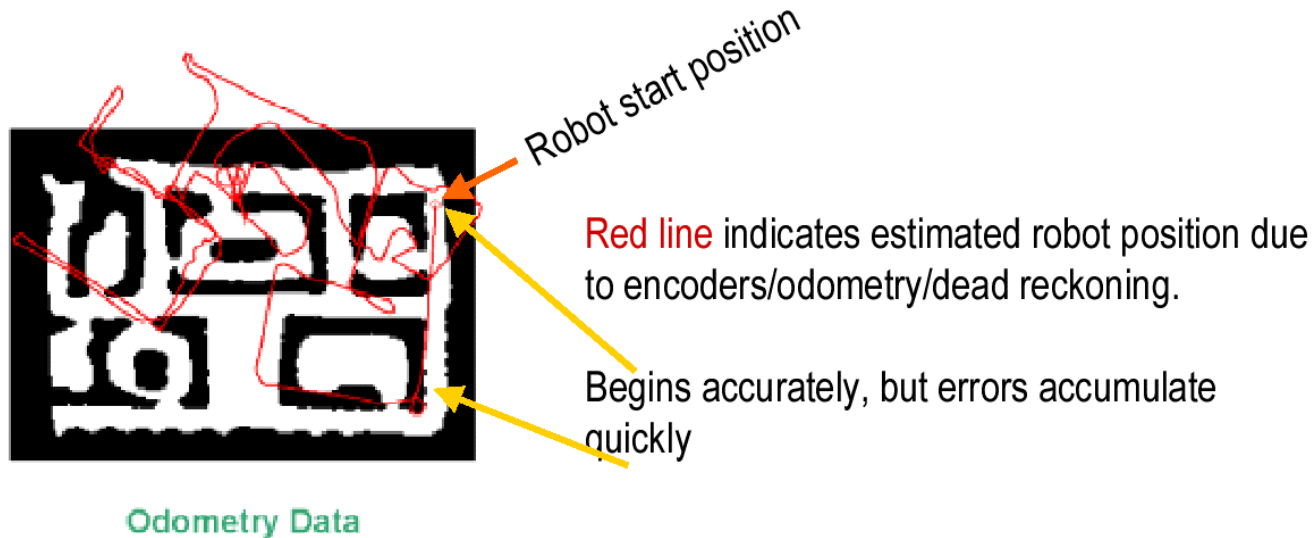 Robot start position
Red line indicates estimated robot position due
to encoders/odometry/dead reckoning.
Begins accurately, but errors accumulate
quickly
Odometry Data